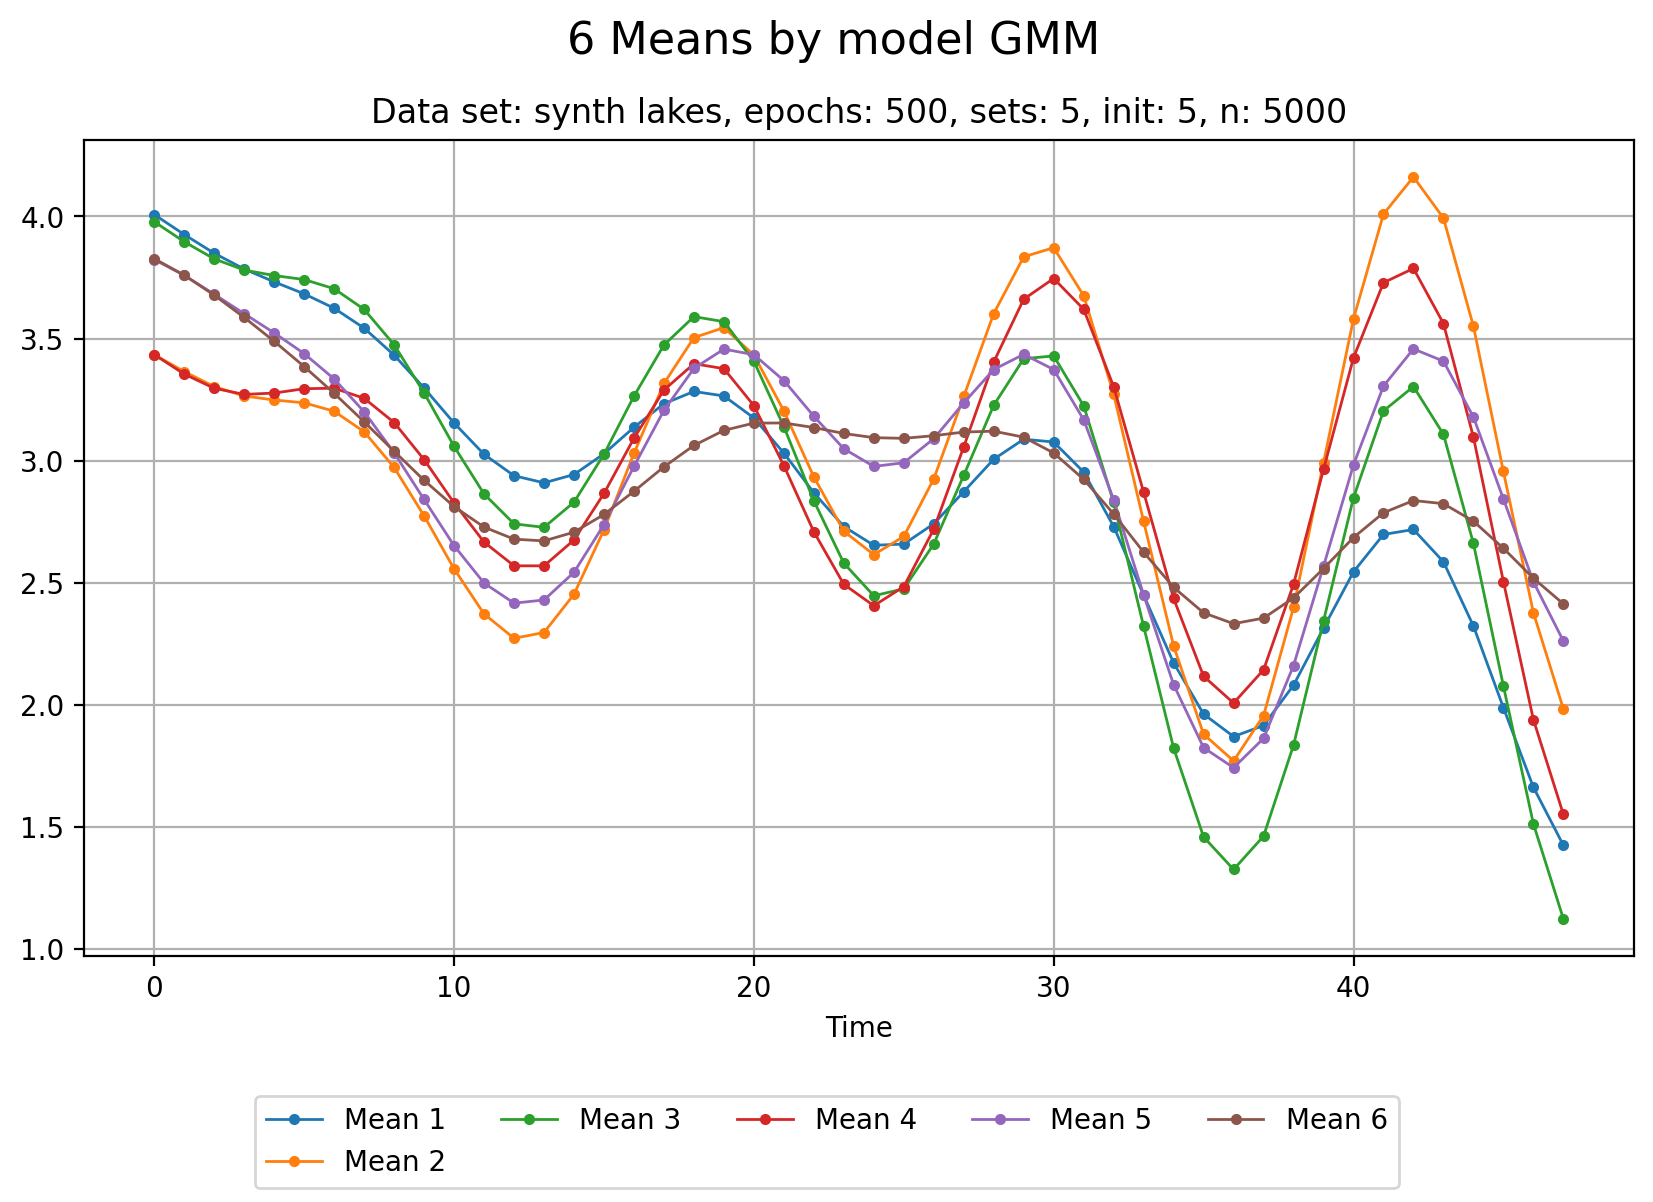 6 Means by model GMM
Data set: synth lakes, epochs: 500, sets: 5, init: 5, n: 5000
4.0
3.5
3.0
2.5
2.0
1.5
1.0
0 10 20 30 40
Time
Mean 1 Mean 3 Mean 4 Mean 5 Mean 6
Mean 2